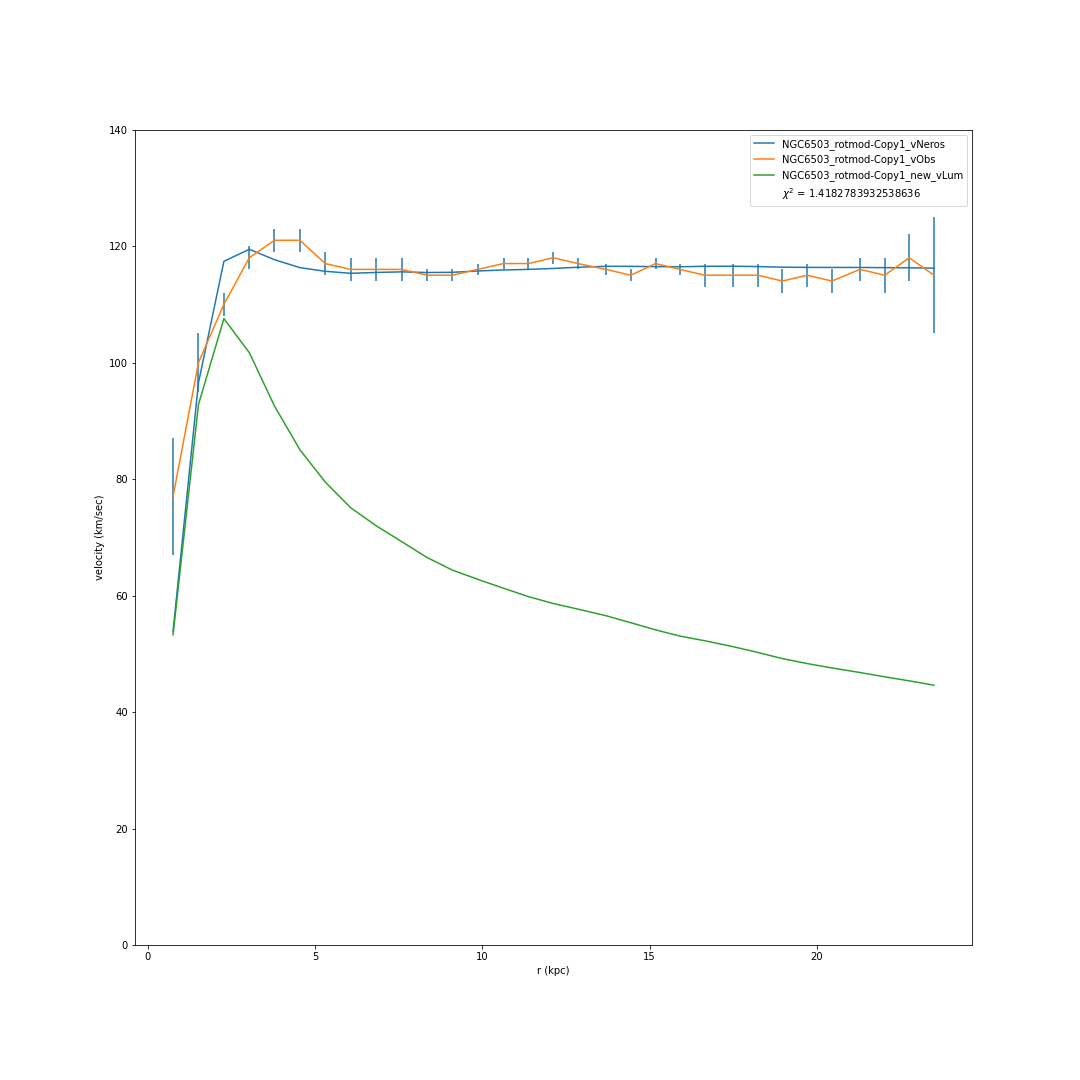 140
120
100
80
60
40
20
0
velocity (km/sec)
NGC6503_rotmod-Copy1_vNeros
NGC6503_rotmod-Copy1_vObs
NGC6503_rotmod-Copy1_new_vLum
χ² = 1.4182783932538636
0 5 10 15 20
r (kpc)